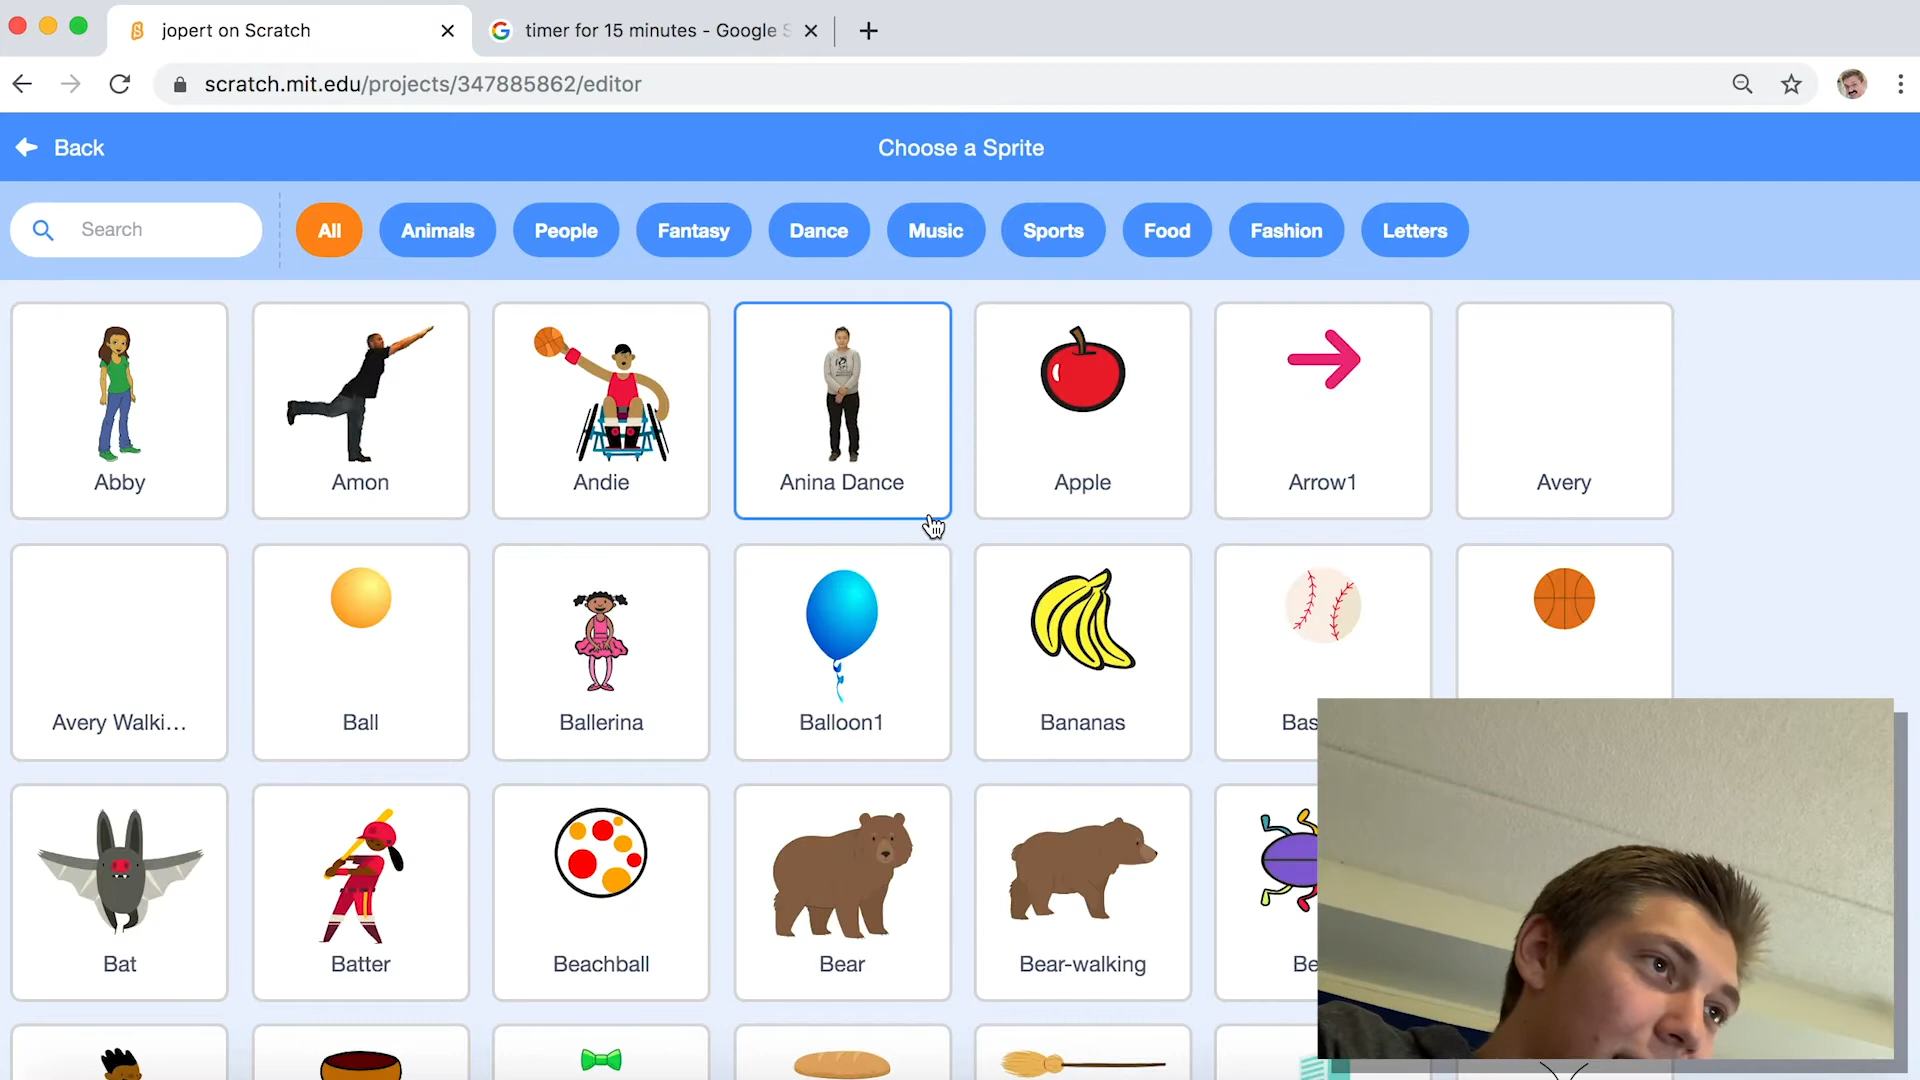 jopert on Scratch
timer for 15 minutes - Google S
scratch.mit.edu/projects/347885862/editor
Back
Choose a Sprite
Search
All
Animals
People
Fantasy
Dance
Music
Sports
Food
Fashion
Letters
Abby
Amon
Andie
Anina Dance
Apple
Arrow1
Avery
Avery Walki...
Ball
Ballerina
Balloon1
Bananas
Bas
Bat
Batter
Beachball
Bear
Bear-walking
Be